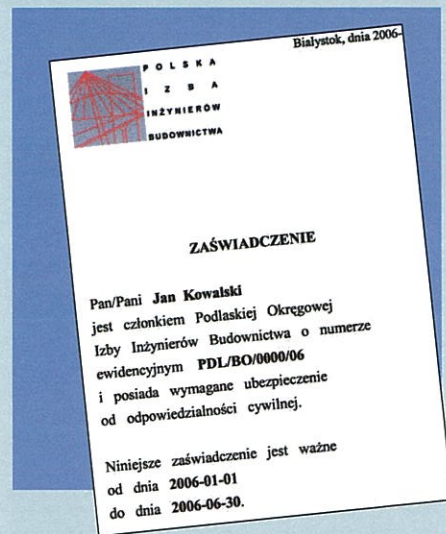 Białystok, dnia 2006-
POLSKA
IZBA
INŻYNIERÓW
BUDOWNICTWA
ZAŚWIADCZENIE
Pan/Pani Jan Kowalski
jest członkiem Podlaskiej Okręgowej
Izby Inżynierów Budownictwa o numerze
ewidencyjnym PDL/BO/0000/06
i posiada wymagane ubezpieczenie
od odpowiedzialności cywilnej.
Niniejsze zaświadczenie jest ważne
od dnia 2006-01-01
do dnia 2006-06-30.